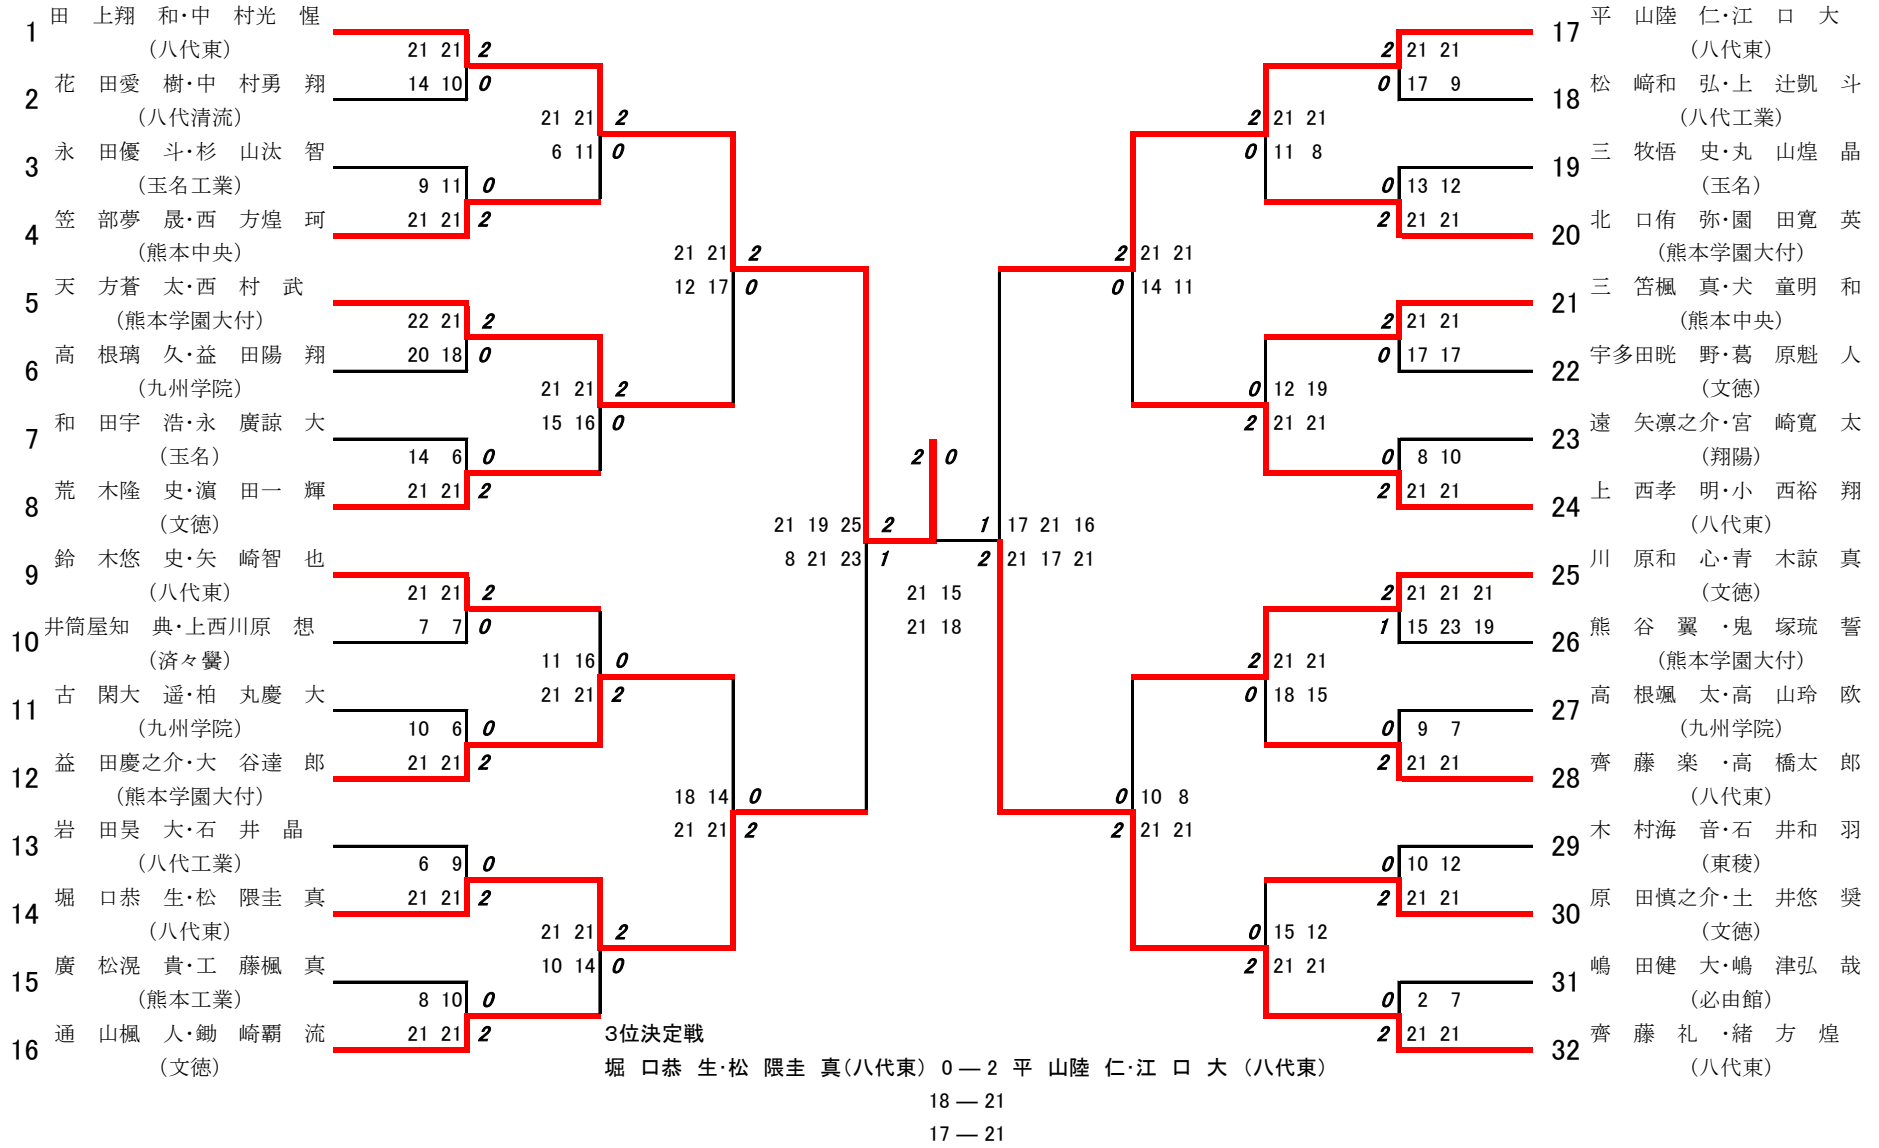 1 田 上翔 和・中 村光 惺
(八代東)
21 21 2
2 花 田愛 樹・中 村勇 翔
14 10 0
(八代清流)
21 21 2
3 永 田優 斗・杉 山汰 智
6 11 0
(玉名工業)
9 11 0
4 笠 部夢 晟・西 方煌 珂
21 21 2
(熊本中央)
21 21 2
5 天 方蒼 太・西 村 武
12 17 0
(熊本学園大付)
22 21 2
6 高 根璃 久・益 田陽 翔
20 18 0
(九州学院)
21 21 2
7 和 田宇 浩・永 廣諒 大
15 16 0
(玉名)
14 6 0
8 荒 木隆 史・濵 田一 輝
21 21 2
(文徳)
21 19 25 2
9 鈴 木悠 史・矢 崎智 也
8 21 23 1
(八代東)
21 21 2
10 井筒屋知 典・上西川原 想
7 7 0
(済々黌)
11 16 0
11 古 閑大 遥・柏 丸慶 大
21 21 2
(九州学院)
10 6 0
12 益 田慶之介・大 谷達 郎
21 21 2
(熊本学園大付)
18 14 0
13 岩 田昊 大・石 井 晶
21 21 2
(八代工業)
6 9 0
14 堀 口恭 生・松 隈圭 真
21 21 2
(八代東)
21 21 2
15 廣 松滉 貴・工 藤楓 真
10 14 0
(熊本工業)
8 10 0
16 通 山楓 人・鋤 崎覇 流
21 21 2
(文徳)
2 0
21 15
21 18
17 平 山陸 仁・江 口 大
(八代東)
2 21 21
18 松 﨑和 弘・上 辻凱 斗
0 17 9
(八代工業)
2 21 21
19 三 牧悟 史・丸 山煌 晶
0 11 8
(玉名)
0 13 12
20 北 口侑 弥・園 田寛 英
2 21 21
(熊本学園大付)
2 21 21
21 三 笘楓 真・犬 童明 和
0 14 11
(熊本中央)
2 21 21
22 宇多田晄 野・葛 原魁 人
0 17 17
(文徳)
0 12 19
23 遠 矢凛之介・宮 崎寛 太
2 21 21
(翔陽)
0 8 10
24 上 西孝 明・小 西裕 翔
2 21 21
(八代東)
1 17 21 16
25 川 原和 心・青 木諒 真
2 21 17 21
(文徳)
2 21 21 21
26 熊 谷 翼 ・鬼 塚琉 誓
1 15 23 19
(熊本学園大付)
2 21 21
27 高 根颯 太・高 山玲 欧
0 18 15
(九州学院)
0 9 7
28 齊 藤 楽 ・高 橋太 郎
2 21 21
(八代東)
0 10 8
29 木 村海 音・石 井和 羽
2 21 21
(東稜)
0 10 12
30 原 田慎之介・土 井悠 奨
2 21 21
(文徳)
0 15 12
31 嶋 田健 大・嶋 津弘 哉
2 21 21
(必由館)
0 2 7
32 齊 藤 礼 ・緒 方 煌
2 21 21
(八代東)
3位決定戦
堀 口恭 生・松 隈圭 真(八代東) 0 ― 2 平 山陸 仁・江 口 大 (八代東)
18 ― 21
17 ― 21